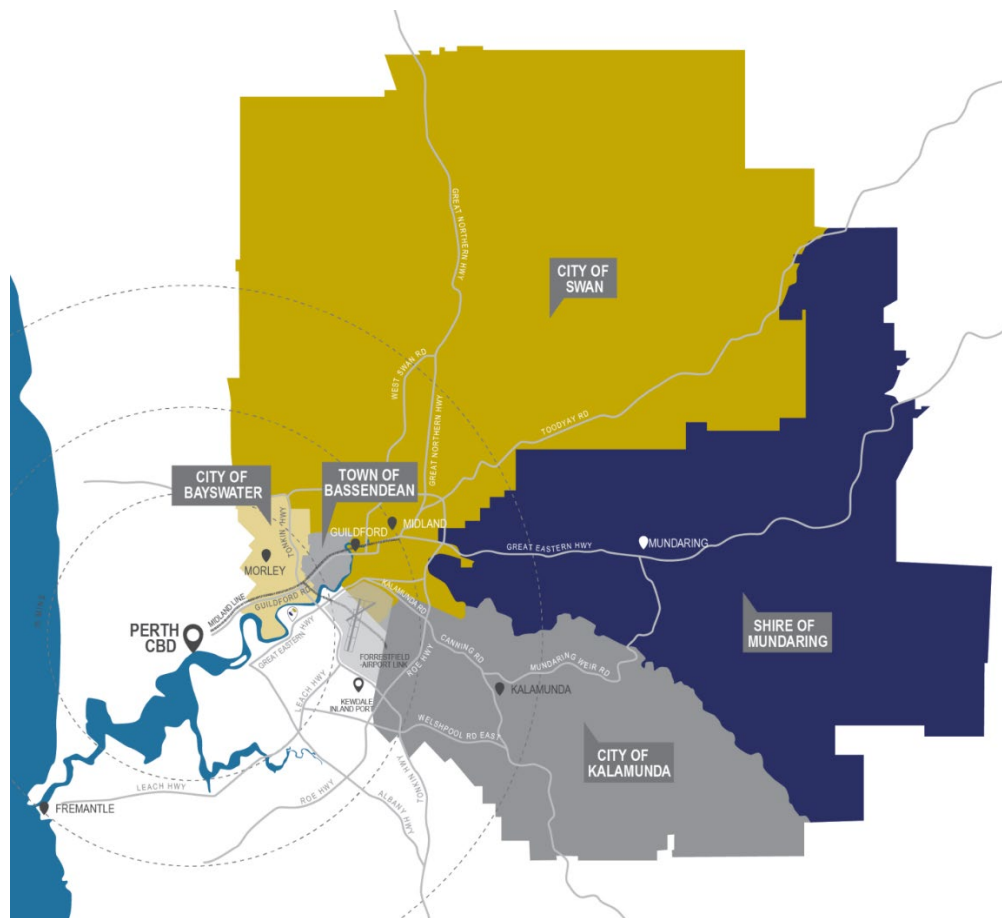 GREAT NORTHERN HWY
CITY OF
SWAN
WEST SWAN RD
GREAT NORTHERN HWY
TOODYAY RD
CITY OF
BAYSWATER
TOWN OF
BASSENDEAN
TONKIN HWY
GUILDFORD
MIDLAND
MORLEY
GREAT EASTERN HWY
MUNDARING
MIDLAND LINE
GUILDFORD RD
KALAMUNDA RD
PERTH
CBD
GREAT EASTERN HWY
FORRESTFIELD
-AIRPORT LINK
ROE HWY
CANNING RD
MUNDARING WEIR RD
SHIRE OF
MUNDARING
LEACH HWY
KEWDALE
INLAND PORT
KALAMUNDA
WELSHPOOL RD EAST
CITY OF
KALAMUNDA
LEACH HWY
ROE HWY
ALBANY HWY
TONKIN HWY
FREMANTLE